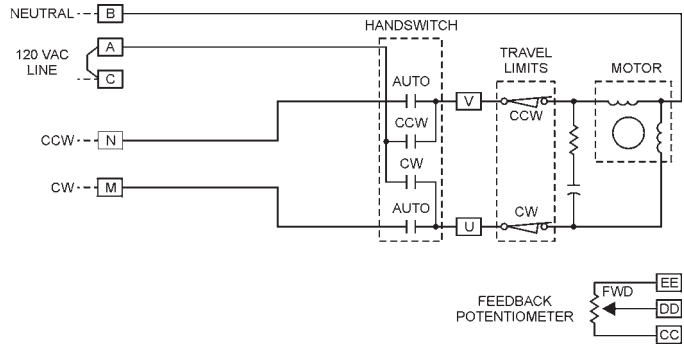 NEUTRAL
B
HANDSWITCH
A
120 VAC
LINE
C
TRAVEL
LIMITS
MOTOR
AUTO
V
CCW
CCW
CCW
N
CW
CW
M
AUTO
CW
U
FEEDBACK
POTENTIOMETER
FWD
EE
DD
CC